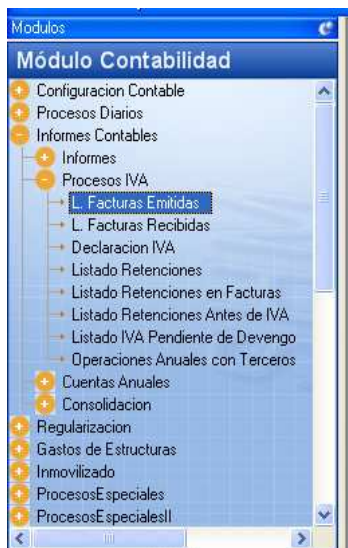 Modulos
Módulo Contabilidad
Configuracion Contable
Procesos Diarios
Informes Contables
Informes
Procesos IVA
L. Facturas Emitidas
L. Facturas Recibidas
Declaracion IVA
Listado Retenciones
Listado Retenciones en Facturas
Listado Retenciones Antes de IVA
Listado IVA Pendiente de Devengo
Operaciones Anuales con Terceros
Cuentas Anuales
Consolidacion
Regularizacion
Gastos de Estructuras
Inmovilizado
ProcesosEspeciales
ProcesosEspecialesII